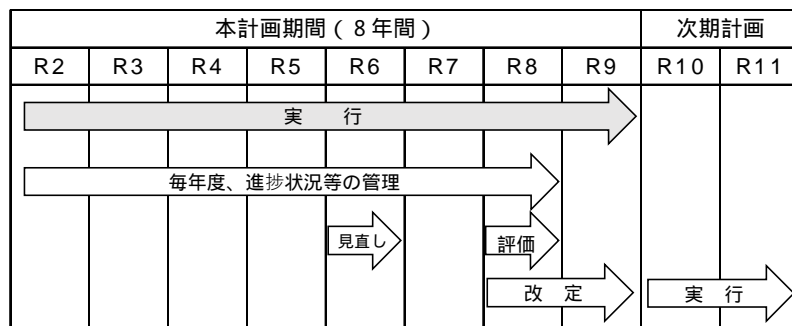 本計画期間（８年間） 次期計画
R2 R3 R4 R5 R6 R7 R8 R9 R10 R11
実 行
毎年度、進捗状況等の管理
見直し 評価
改 定 実 行